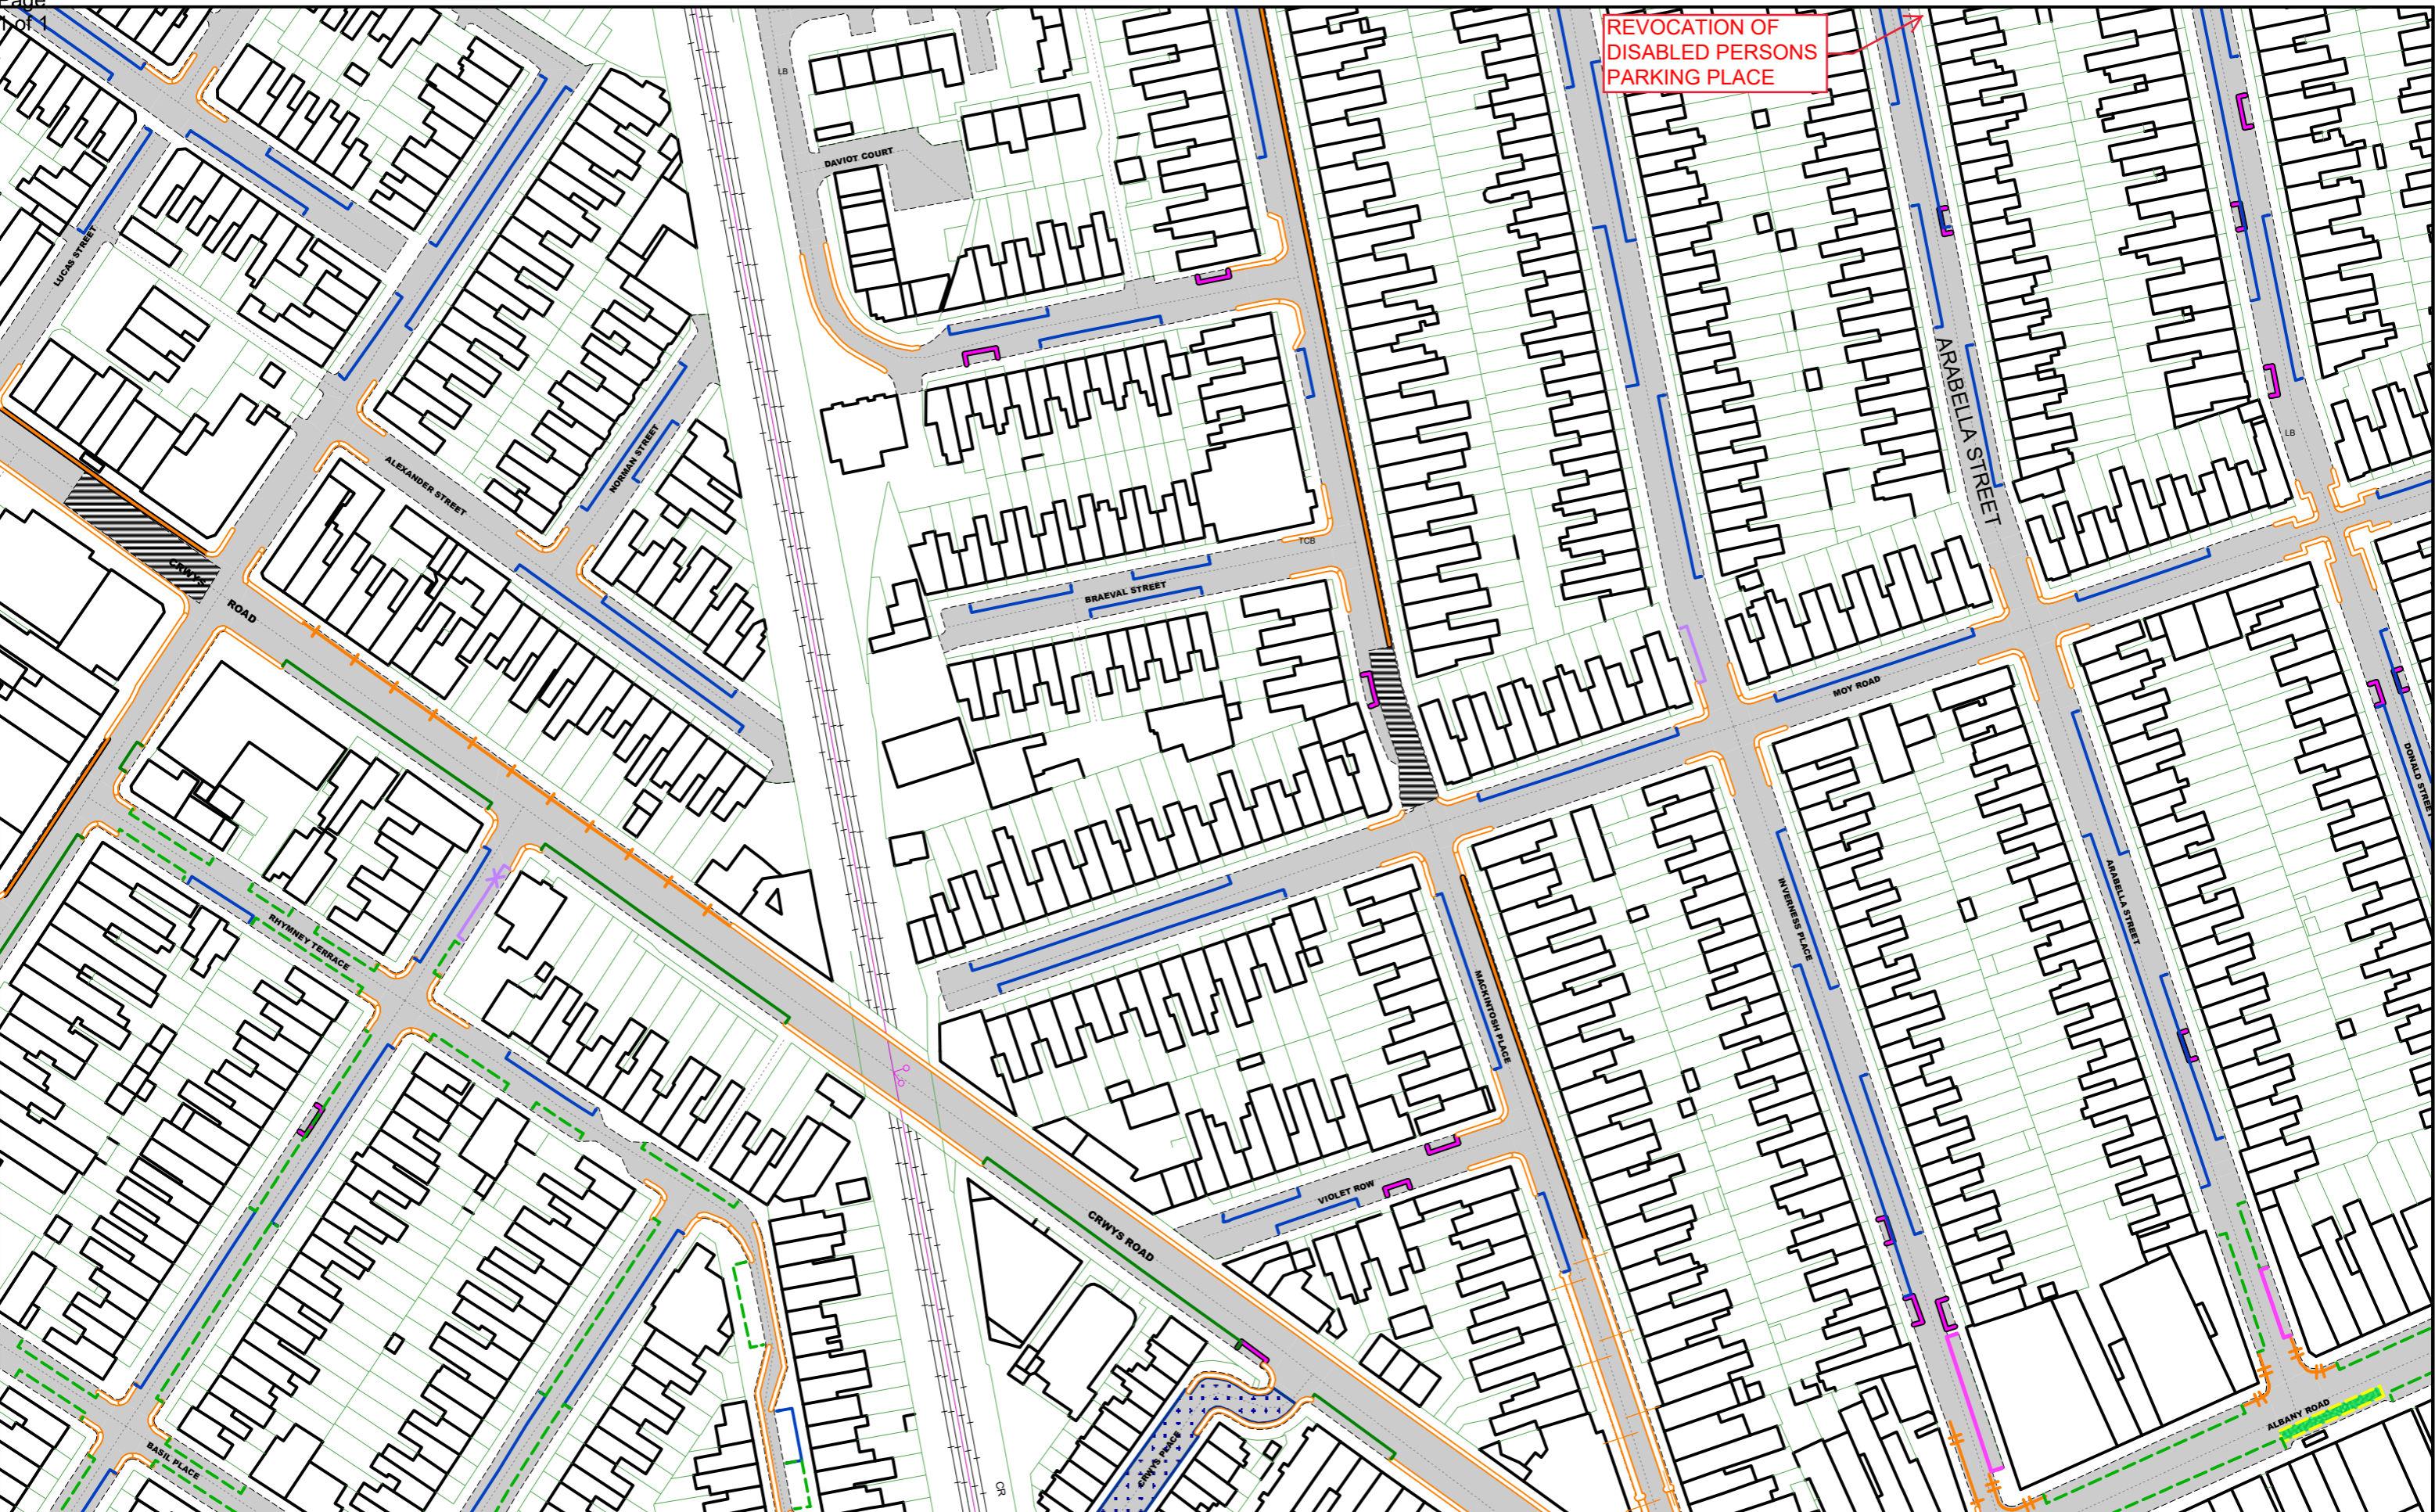 Page
1 of 1
REVOCATION OF
DISABLED PERSONS
PARKING PLACE
LB
DAVIOT COURT
LUCAS STREET
ARABELLA STREET
LB
NORMAN STREET
ALEXANDER STREET
TCB
CRWYS
ROAD
BRAEVAL STREET
MOY ROAD
DONALD STREET
RHYMNEY TERRACE
INVERNESS PLACE
ARABELLA STREET
MACKINTOSH PLACE
VIOLET ROW
CRWYS ROAD
ALBANY ROAD
BASIL PLACE
CRWYS PLACE
CR